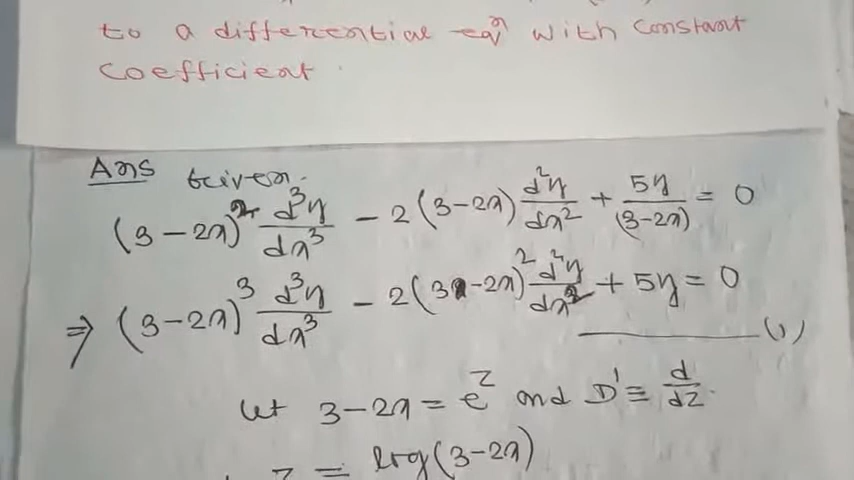 to a differential eqⁿ with constant
coefficient.
Ans Given.
(3-2x)² d³y/dx³ - 2(3-2x) d²y/dx² + 5y/(3-2x) = 0
⇒ (3-2x)³ d³y/dx³ - 2(3-2x)² d²y/dx² + 5y = 0
(1)
Let 3-2x = e^z and D' ≡ d/dz.
z = log(3-2x)